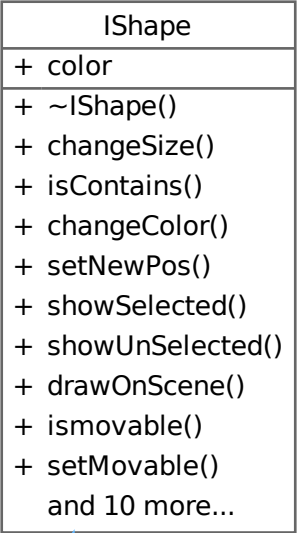 IShape
+ color
+ ~IShape()
+ changeSize()
+ isContains()
+ changeColor()
+ setNewPos()
+ showSelected()
+ showUnSelected()
+ drawOnScene()
+ ismovable()
+ setMovable()
and 10 more...